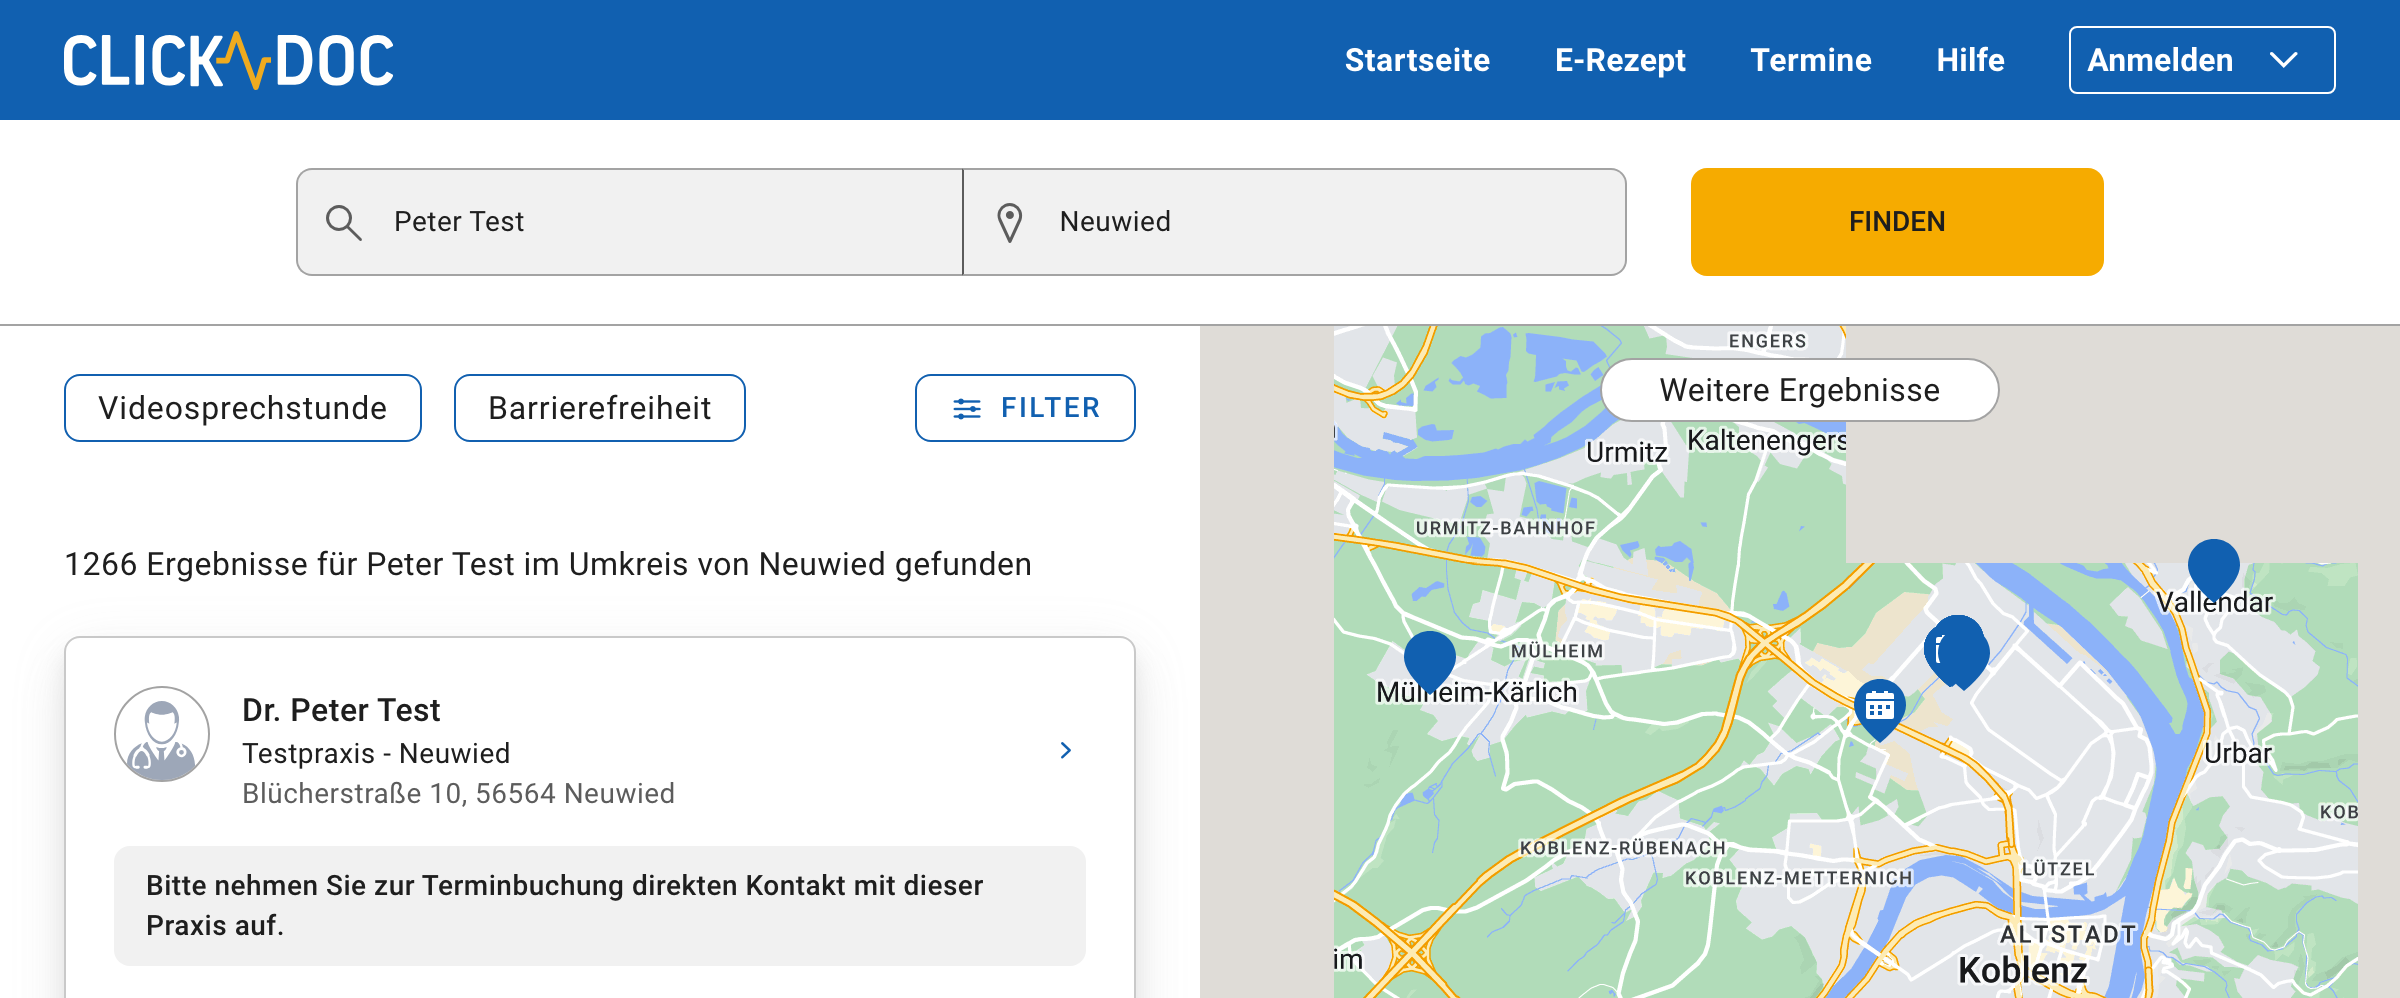 CLICK DOC
Startseite
E-Rezept
Termine
Hilfe
Anmelden
Peter Test
Neuwied
FINDEN
Videosprechstunde
Barrierefreiheit
FILTER
1266 Ergebnisse für Peter Test im Umkreis von Neuwied gefunden
Dr. Peter Test
Testpraxis - Neuwied
Blücherstraße 10, 56564 Neuwied
Bitte nehmen Sie zur Terminbuchung direkten Kontakt mit dieser
Praxis auf.
ENGERS
Weitere Ergebnisse
Urmitz
Kaltenengers
URMITZ-BAHNHOF
Vallendar
MÜLHEIM
Mülheim-Kärlich
Urbar
KOB
KOBLENZ-RÜBENACH
KOBLENZ-METTERNICH
LÜTZEL
ALTSTADT
im
Koblenz